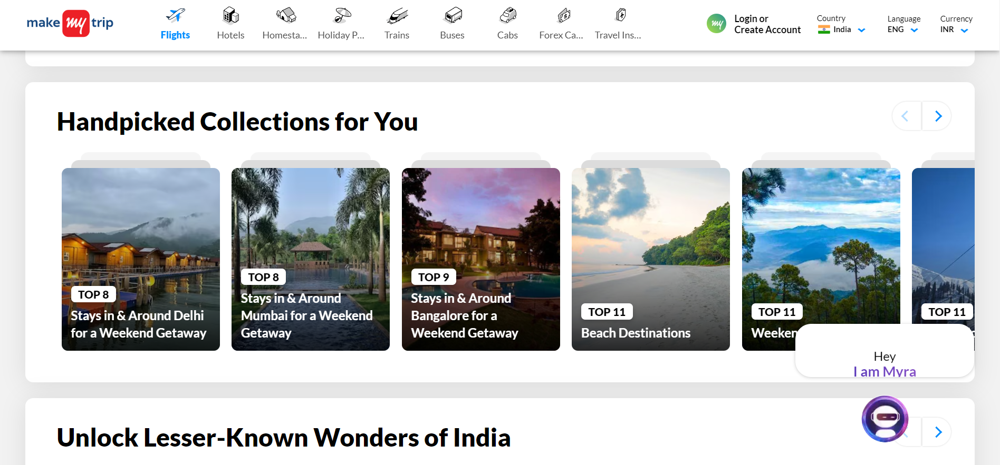 make my trip
Flights
Hotels
Homesta...
Holiday P...
Trains
Buses
Cabs
Forex Ca...
Travel Ins...
my
Login or
Create Account
Country
India
Language
ENG
Currency
INR
Handpicked Collections for You
TOP 8
Stays in & Around Delhi
for a Weekend Getaway
TOP 8
Stays in & Around
Mumbai for a Weekend
Getaway
TOP 9
Stays in & Around
Bangalore for a
Weekend Getaway
TOP 11
Beach Destinations
TOP 11
TOP 11
Hey
I am Myra
Unlock Lesser-Known Wonders of India